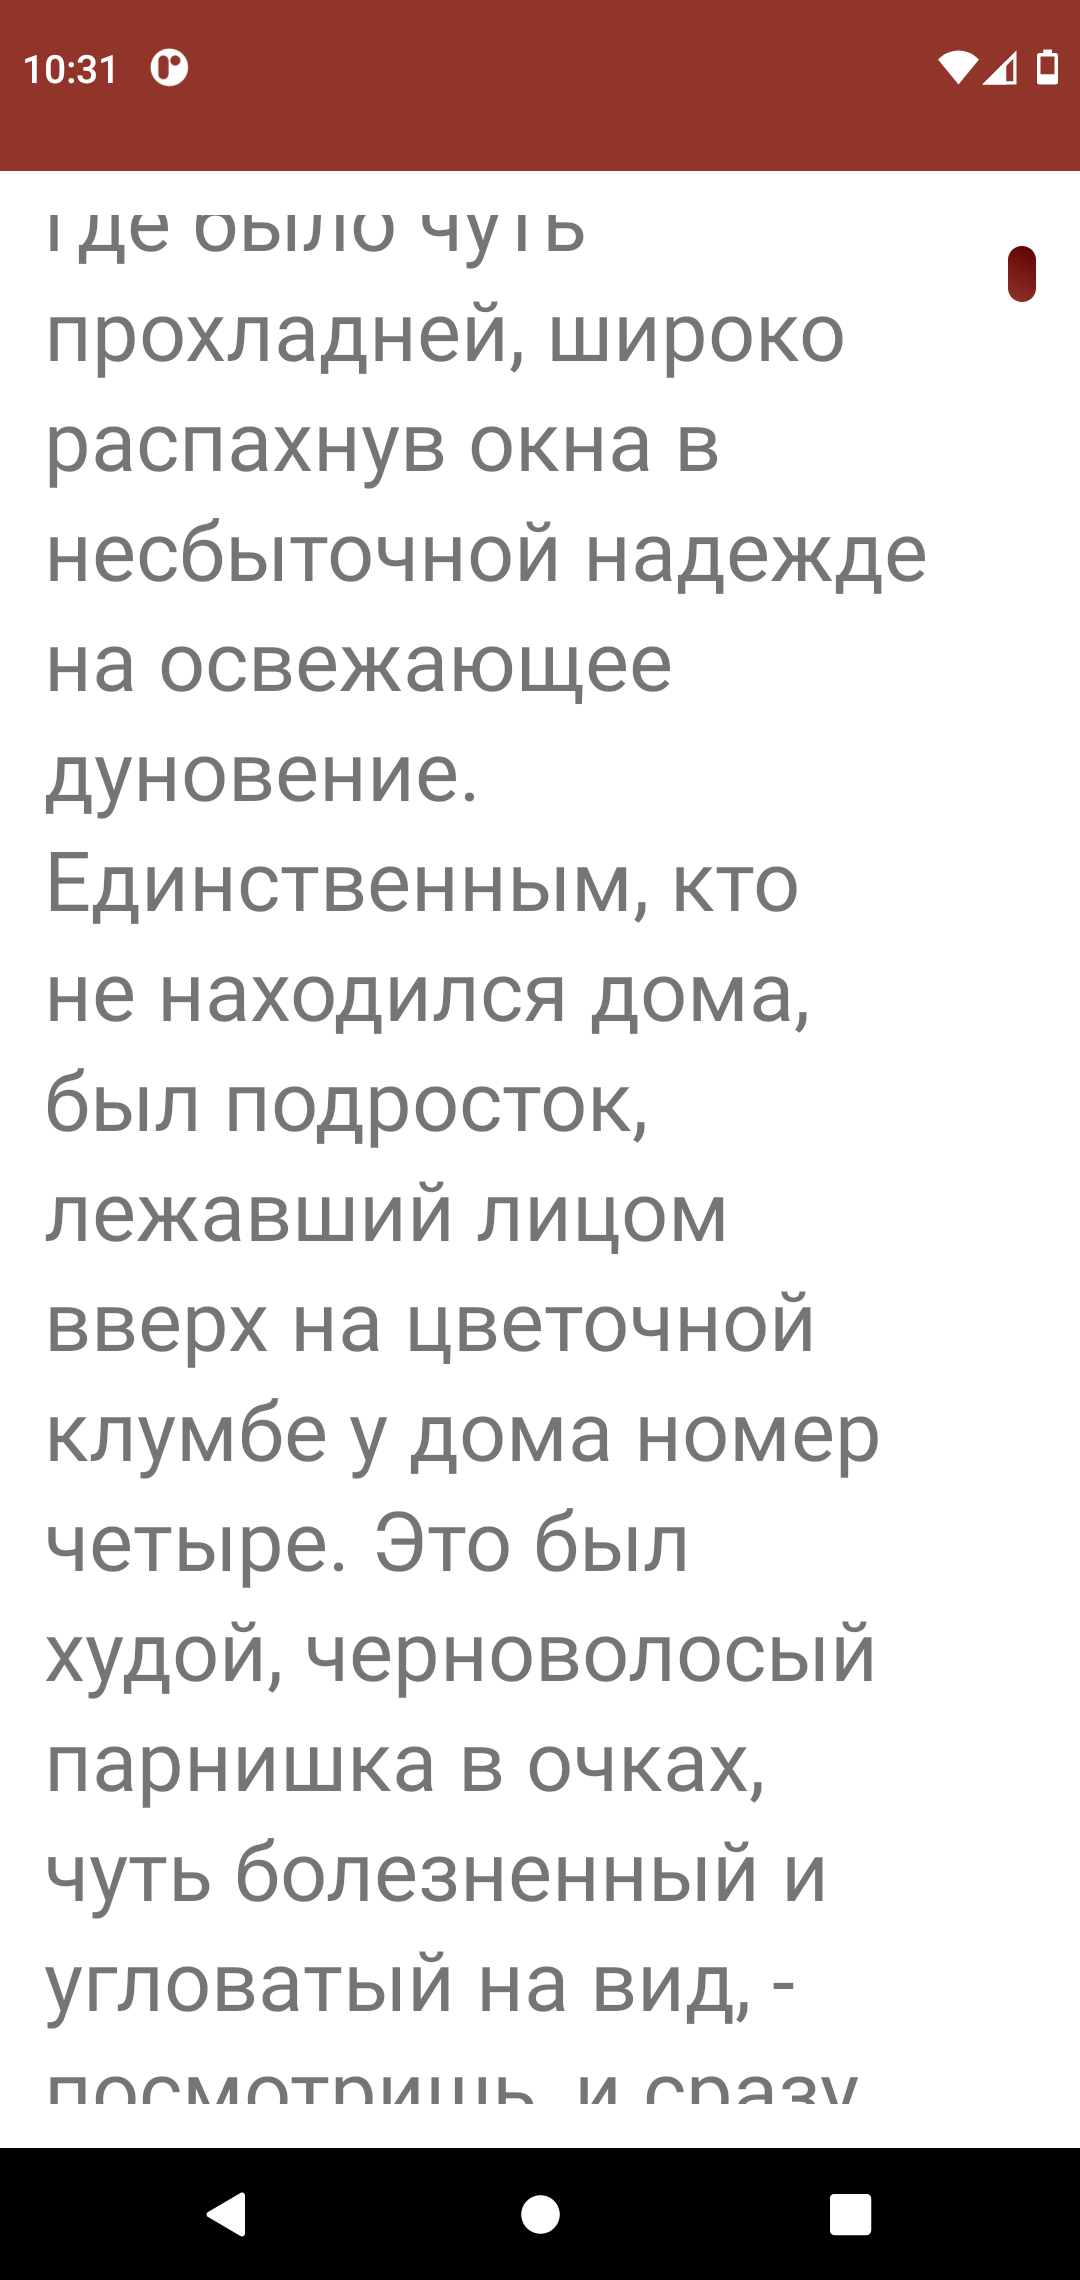 10:31
где было чуть
прохладней, широко
распахнув окна в
несбыточной надежде
на освежающее
дуновение.
Единственным, кто
не находился дома,
был подросток,
лежавший лицом
вверх на цветочной
клумбе у дома номер
четыре. Это был
худой, черноволосый
парнишка в очках,
чуть болезненный и
угловатый на вид, -
посмотришь, и сразу